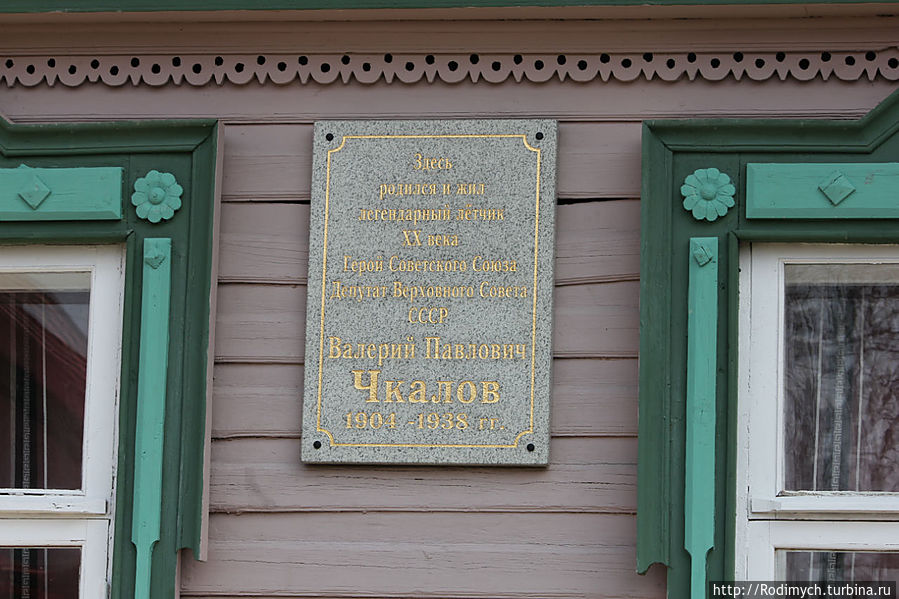 Здесь
родился и жил
легендарный лётчик
XX века
Герой Советского Союза
Депутат Верховного Совета
СССР
Валерий Павлович
Чкалов
1904 -1938 гг.
http://Rodimych.turbina.ru